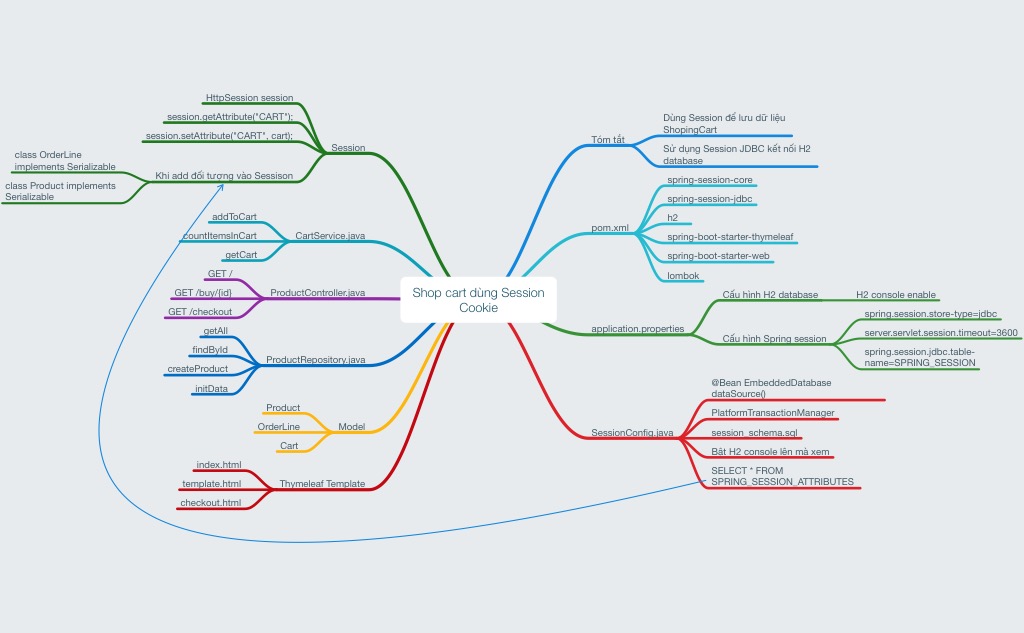 Shop cart dùng Session
Cookie
Tóm tắt
Dùng Session để lưu dữ liệu
ShopingCart
Sử dụng Session JDBC kết nối H2
database
pom.xml
spring-session-core
spring-session-jdbc
h2
spring-boot-starter-thymeleaf
spring-boot-starter-web
lombok
application.properties
Cấu hình H2 database
H2 console enable
Cấu hình Spring session
spring.session.store-type=jdbc
server.servlet.session.timeout=3600
spring.session.jdbc.table-
name=SPRING_SESSION
SessionConfig.java
@Bean EmbeddedDatabase
dataSource()
PlatformTransactionManager
session_schema.sql
Bật H2 console lên mà xem
SELECT * FROM
SPRING_SESSION_ATTRIBUTES
Session
HttpSession session
session.getAttribute("CART");
session.setAttribute("CART", cart);
Khi add đối tượng vào Sessison
class OrderLine
implements Serializable
class Product implements
Serializable
CartService.java
addToCart
countItemsInCart
getCart
ProductController.java
GET /
GET /buy/{id}
GET /checkout
ProductRepository.java
getAll
findById
createProduct
initData
Model
Product
OrderLine
Cart
Thymeleaf Template
index.html
template.html
checkout.html